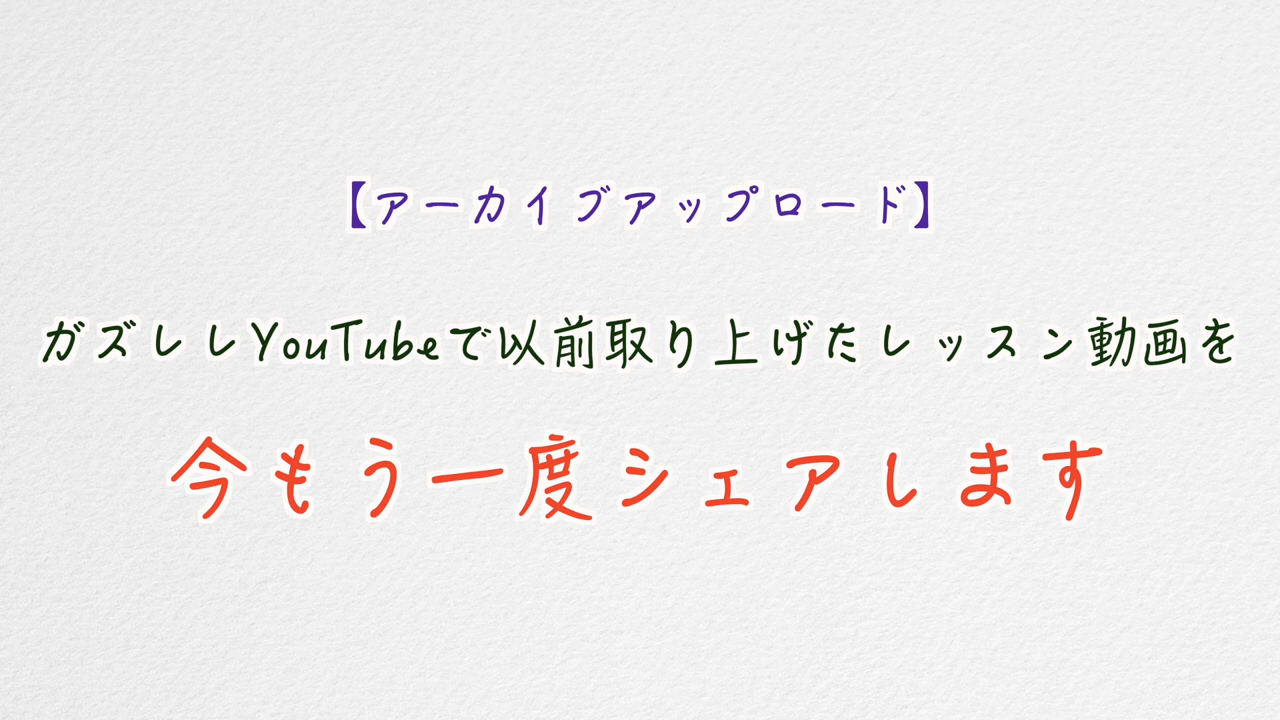 【アーカイブアップロード】
ガズレレYouTubeで以前取り上げたレッスン動画を
今もう一度シェアします